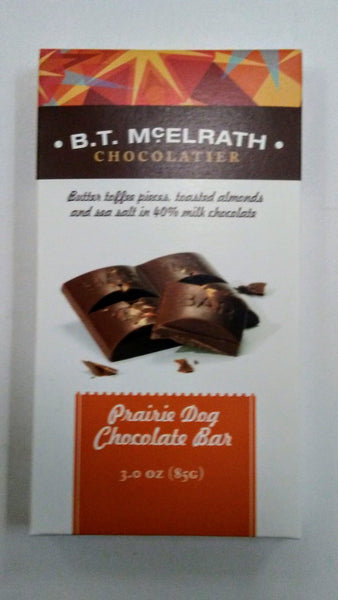 • B.T. McELRATH •
CHOCOLATIER
Butter toffee pieces, toasted almonds
and sea salt in 40% milk chocolate
Prairie Dog
Chocolate Bar
3.0 OZ (85G)